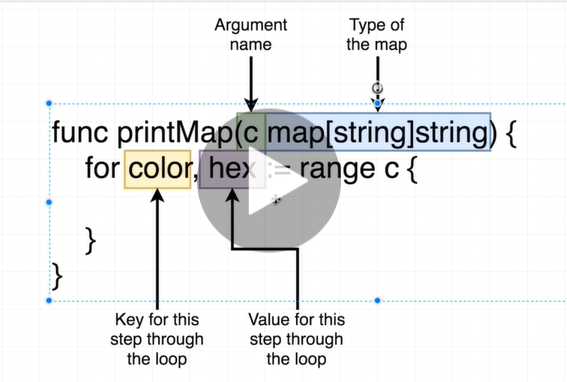 Argument
name
Type of
the map
func printMap(c map[string]string) {
for color, hex := range c {
}
}
Key for this
step through
the loop
Value for this
step through
the loop